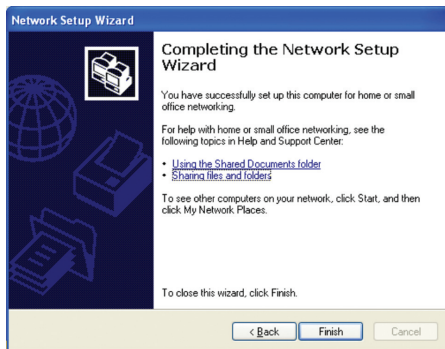 Network Setup Wizard
Completing the Network Setup
Wizard
You have successfully set up this computer for home or small
office networking.
For help with home or small office networking, see the
following topics in Help and Support Center:
• Using the Shared Documents folder
• Sharing files and folders
To see other computers on your network, click Start, and then
click My Network Places.
To close this wizard, click Finish.
< Back
Finish
Cancel